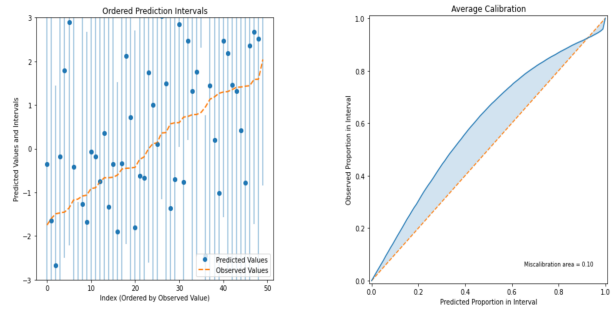 Ordered Prediction Intervals
Predicted Values and Intervals
3
2
1
0
−1
−2
−3
0
10
20
30
40
50
Index (Ordered by Observed Value)
Predicted Values
Observed Values
Average Calibration
Observed Proportion in Interval
1.0
0.8
0.6
0.4
0.2
0.0
Miscalibration area = 0.10
0.0
0.2
0.4
0.6
0.8
1.0
Predicted Proportion in Interval